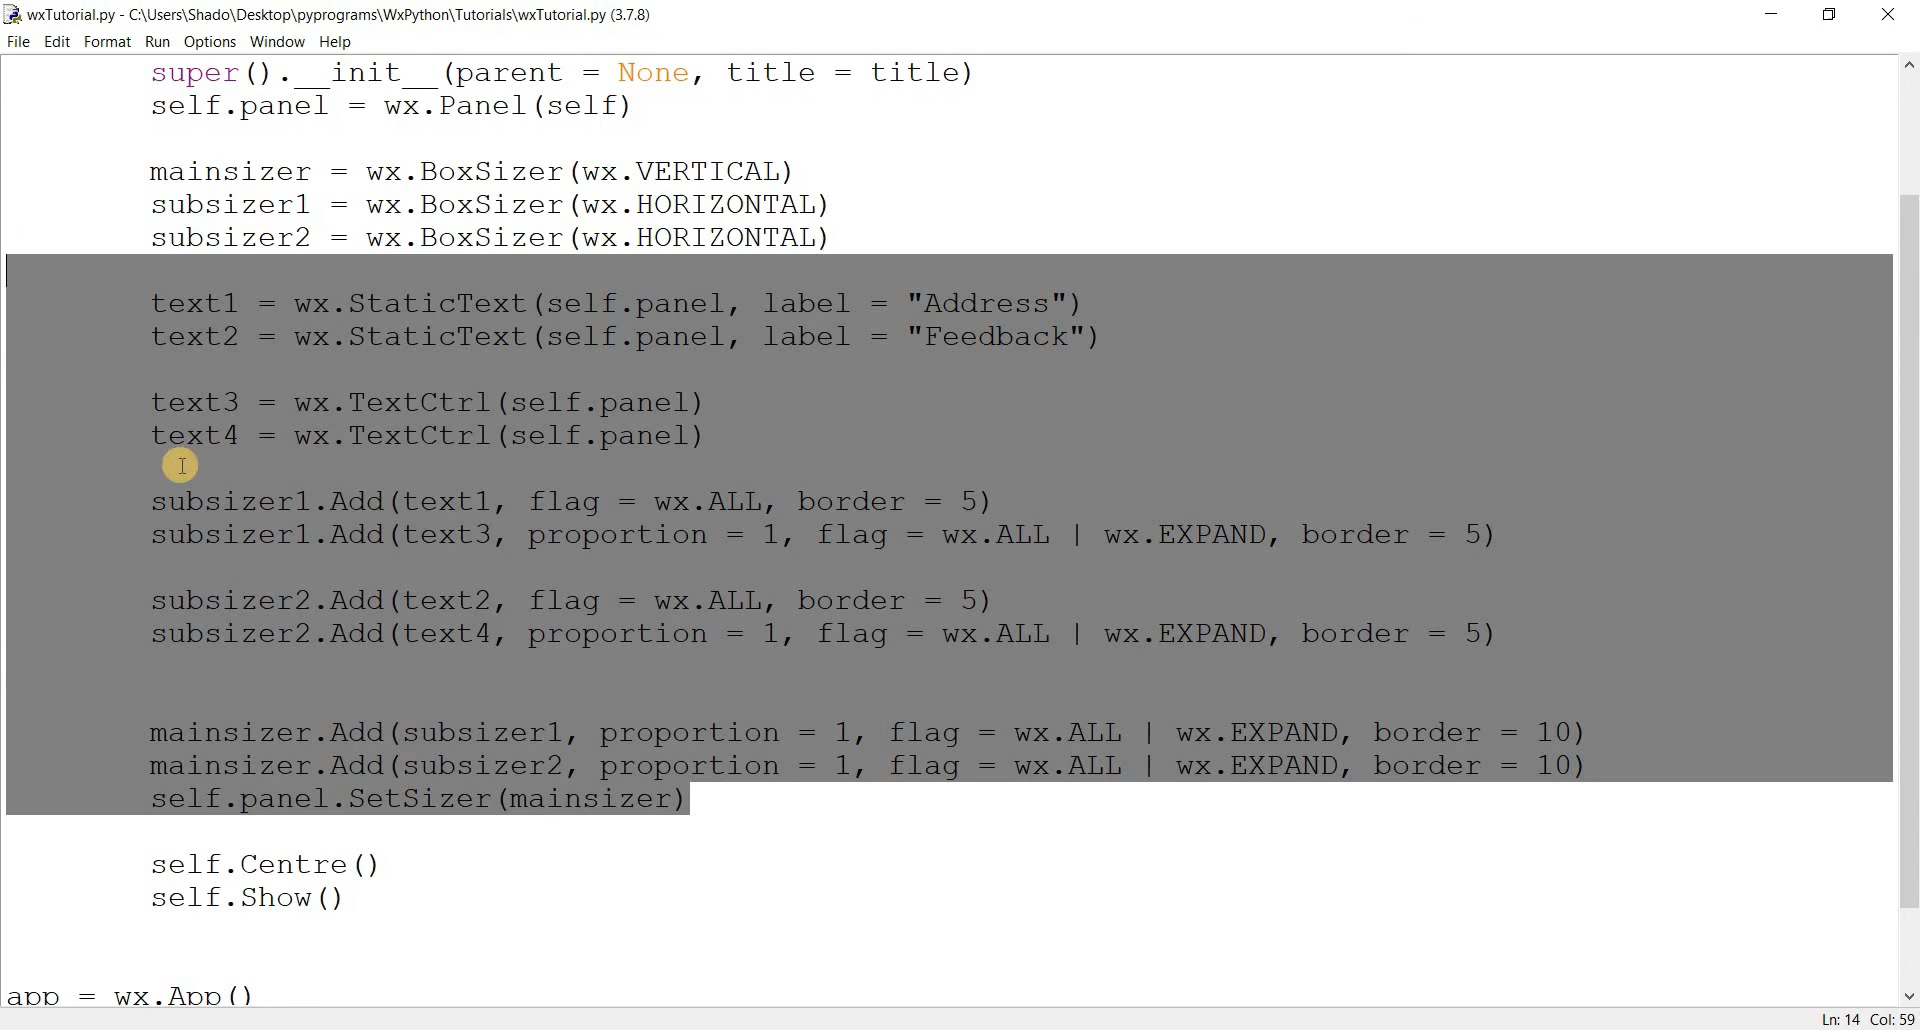 wxTutorial.py - C:\Users\Shado\Desktop\pyprograms\WxPython\Tutorials\wxTutorial.py (3.7.8)
File Edit Format Run Options Window Help
super().__init__(parent = None, title = title)
self.panel = wx.Panel(self)
mainsizer = wx.BoxSizer(wx.VERTICAL)
subsizer1 = wx.BoxSizer(wx.HORIZONTAL)
subsizer2 = wx.BoxSizer(wx.HORIZONTAL)
text1 = wx.StaticText(self.panel, label = "Address")
text2 = wx.StaticText(self.panel, label = "Feedback")
text3 = wx.TextCtrl(self.panel)
text4 = wx.TextCtrl(self.panel)
subsizer1.Add(text1, flag = wx.ALL, border = 5)
subsizer1.Add(text3, proportion = 1, flag = wx.ALL | wx.EXPAND, border = 5)
subsizer2.Add(text2, flag = wx.ALL, border = 5)
subsizer2.Add(text4, proportion = 1, flag = wx.ALL | wx.EXPAND, border = 5)
mainsizer.Add(subsizer1, proportion = 1, flag = wx.ALL | wx.EXPAND, border = 10)
mainsizer.Add(subsizer2, proportion = 1, flag = wx.ALL | wx.EXPAND, border = 10)
self.panel.SetSizer(mainsizer)
self.Centre()
self.Show()
app = wx.App()
Ln: 14 Col: 59